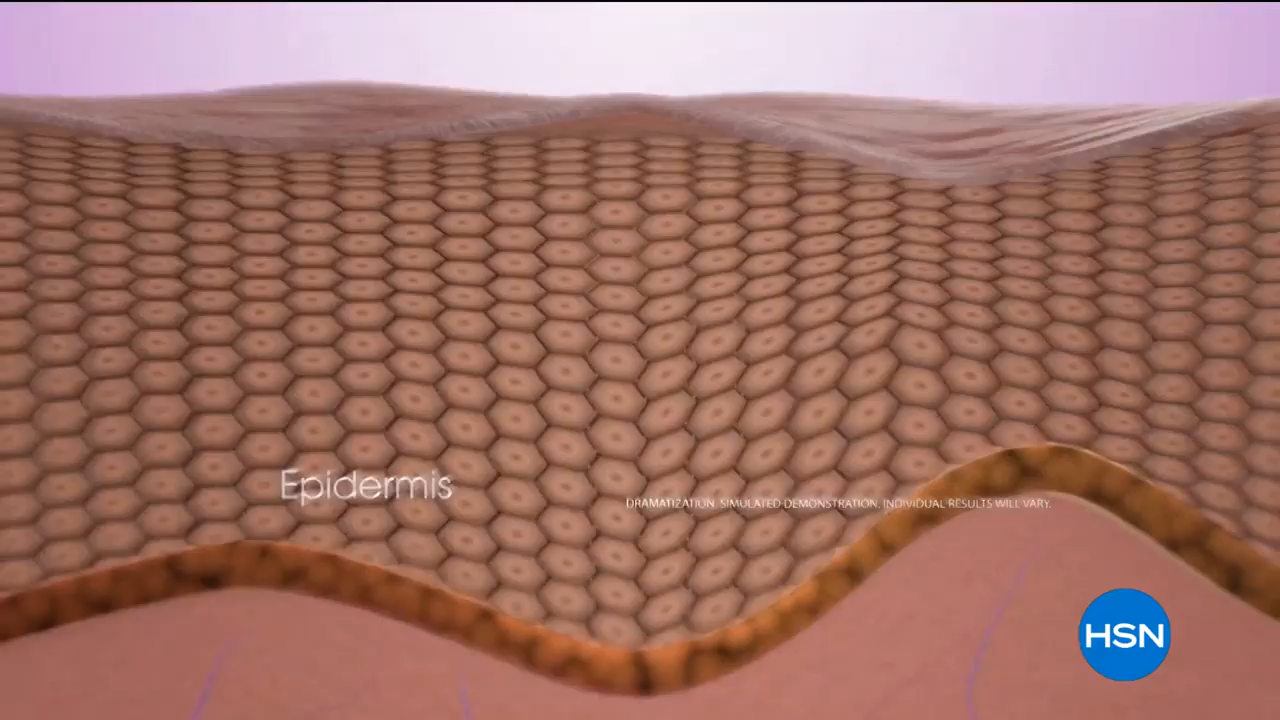 Epidermis
DRAMATIZATION. SIMULATED DEMONSTRATION. INDIVIDUAL RESULTS WILL VARY.
HSN